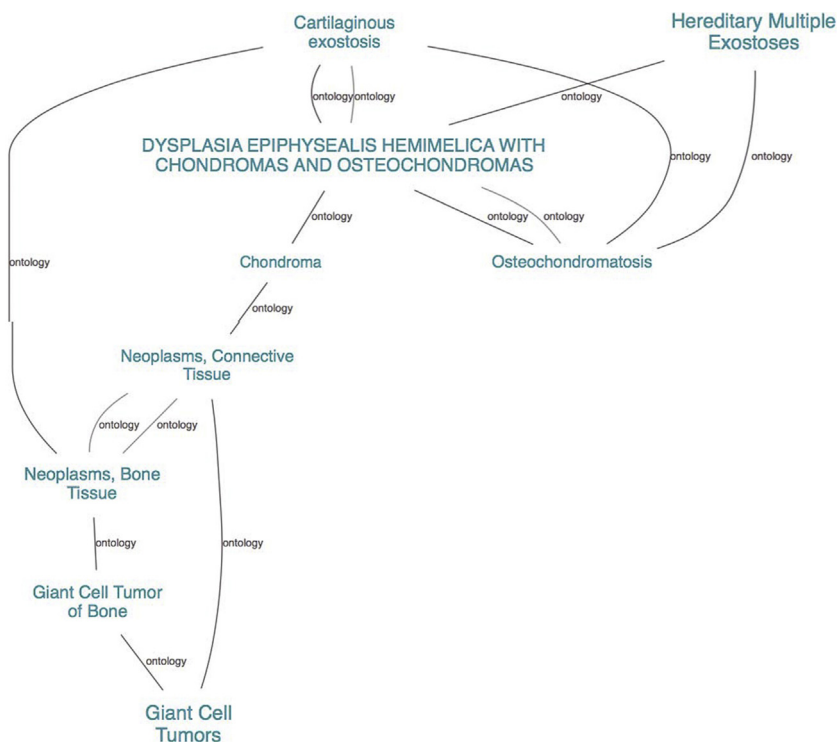 Cartilaginous
exostosis
Hereditary Multiple
Exostoses
ontology
ontology
ontology
DYSPLASIA EPIPHYSEALIS HEMIMELICA WITH
CHONDROMAS AND OSTEOCHONDROMAS
ontology
ontology
ontology
ontology
ontology
ontology
Chondroma
Osteochondromatosis
ontology
Neoplasms, Connective
Tissue
ontology
ontology
Neoplasms, Bone
Tissue
ontology
ontology
Giant Cell Tumor
of Bone
ontology
Giant Cell
Tumors